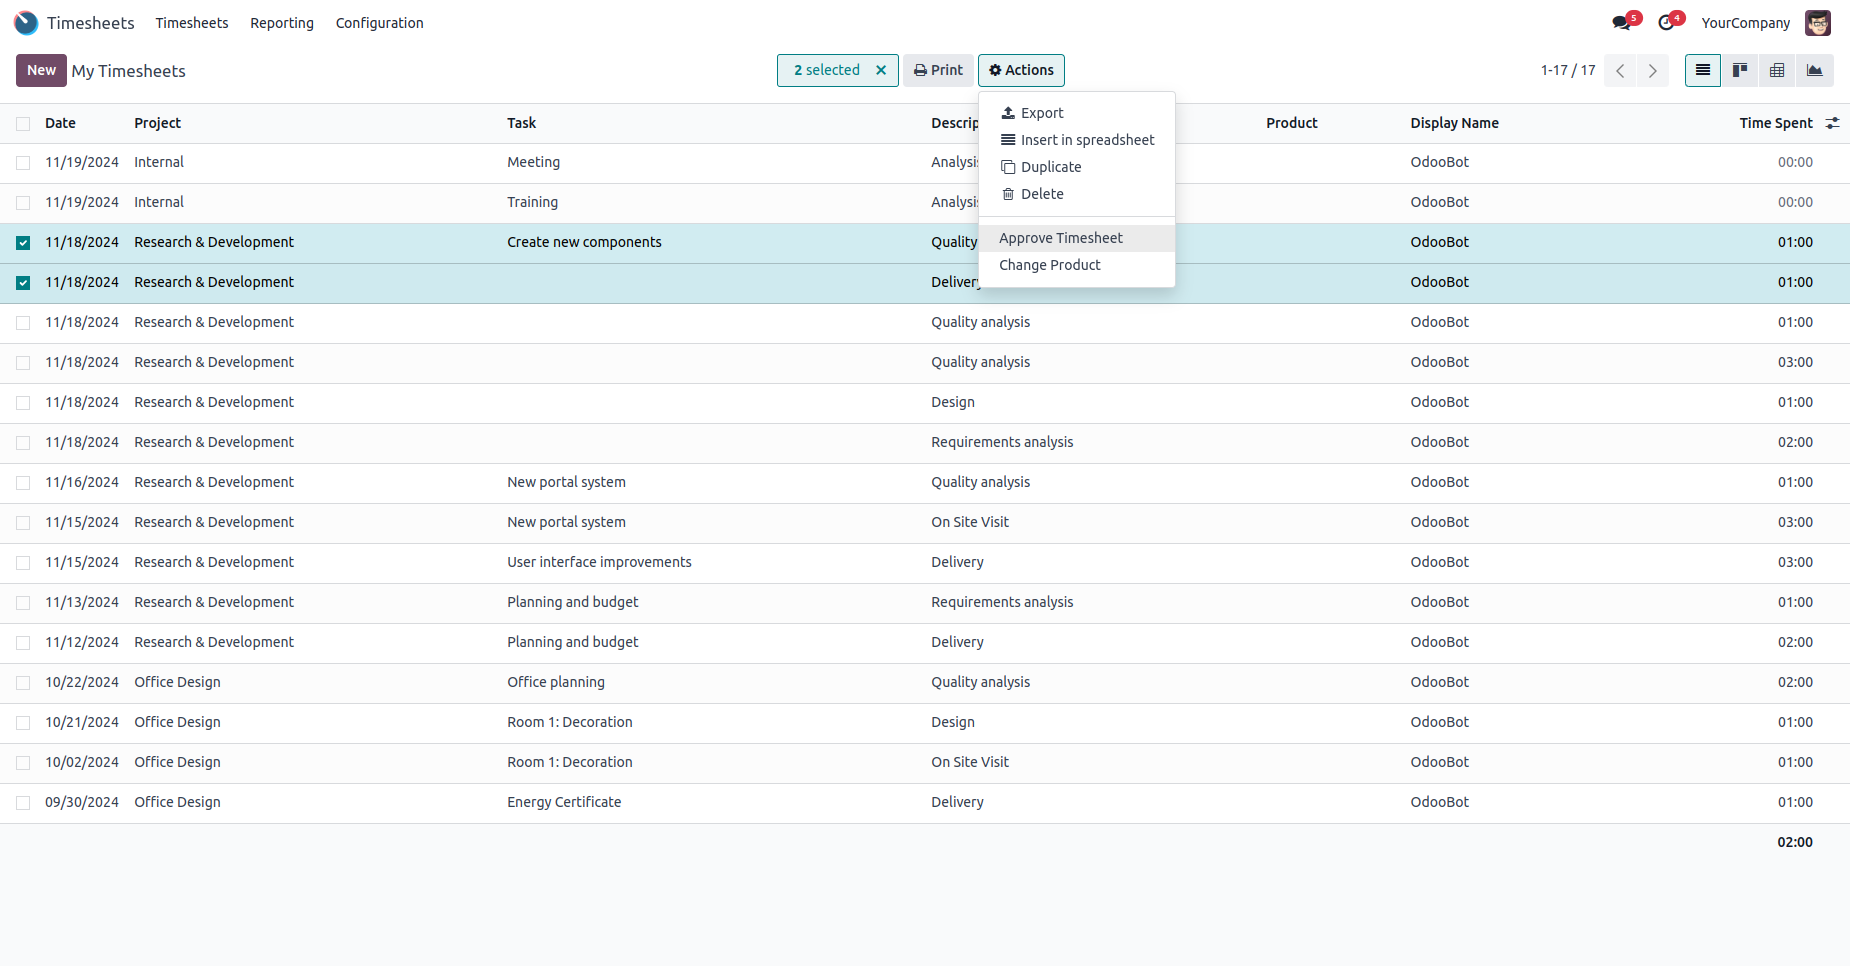 Timesheets Timesheets Reporting Configuration 5 4 YourCompany
New My Timesheets 2 selected Print Actions 1-17 / 17
Export
Insert in spreadsheet
Duplicate
Delete
Approve Timesheet
Change Product
Date Project Task Descrip Product Display Name Time Spent
11/19/2024 Internal Meeting Analysi OdooBot 00:00
11/19/2024 Internal Training Analysi OdooBot 00:00
11/18/2024 Research & Development Create new components Quality OdooBot 01:00
11/18/2024 Research & Development Delivery OdooBot 01:00
11/18/2024 Research & Development Quality analysis OdooBot 01:00
11/18/2024 Research & Development Quality analysis OdooBot 03:00
11/18/2024 Research & Development Design OdooBot 01:00
11/18/2024 Research & Development Requirements analysis OdooBot 02:00
11/16/2024 Research & Development New portal system Quality analysis OdooBot 01:00
11/15/2024 Research & Development New portal system On Site Visit OdooBot 03:00
11/15/2024 Research & Development User interface improvements Delivery OdooBot 03:00
11/13/2024 Research & Development Planning and budget Requirements analysis OdooBot 01:00
11/12/2024 Research & Development Planning and budget Delivery OdooBot 02:00
10/22/2024 Office Design Office planning Quality analysis OdooBot 02:00
10/21/2024 Office Design Room 1: Decoration Design OdooBot 01:00
10/02/2024 Office Design Room 1: Decoration On Site Visit OdooBot 01:00
09/30/2024 Office Design Energy Certificate Delivery OdooBot 01:00
02:00